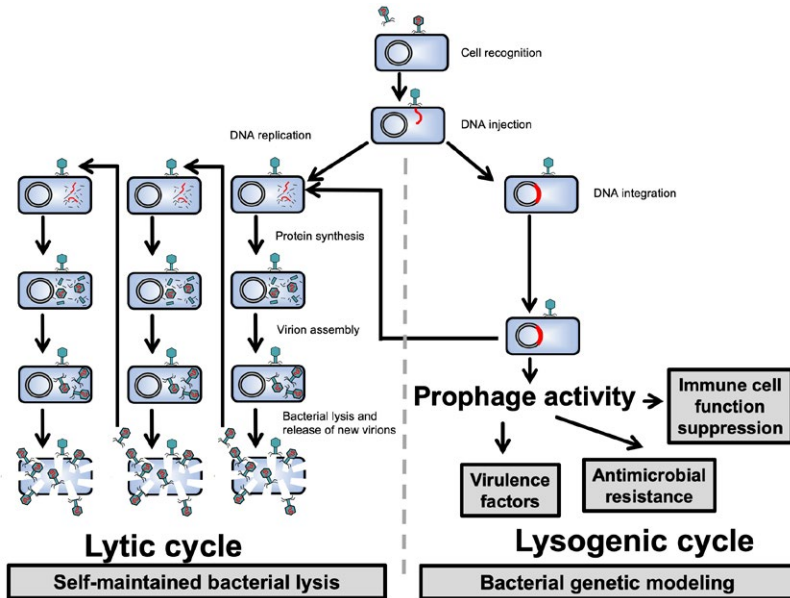 Cell recognition
DNA injection
DNA replication
DNA integration
Protein synthesis
Virion assembly
Bacterial lysis and
release of new virions
Prophage activity
Immune cell
function
suppression
Virulence
factors
Antimicrobial
resistance
Lytic cycle
Lysogenic cycle
Self-maintained bacterial lysis
Bacterial genetic modeling